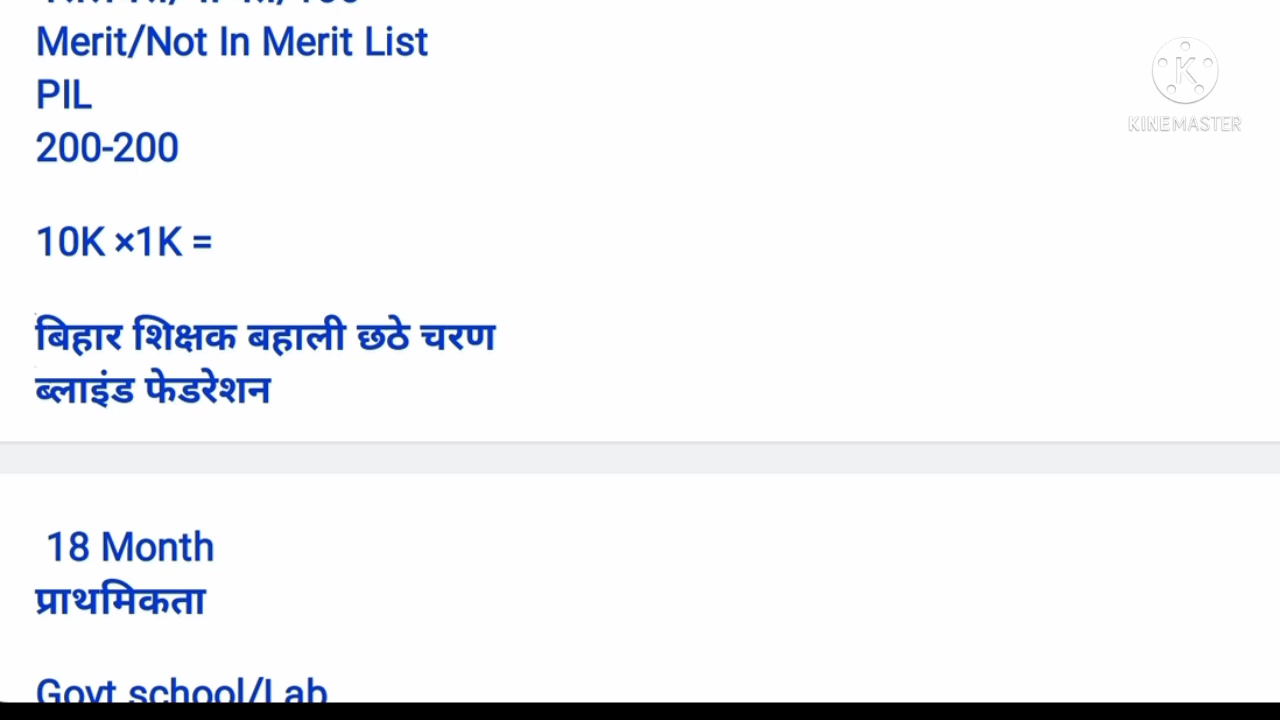 Merit/Not In Merit List
PIL
200-200
10K ×1K =
बिहार शिक्षक बहाली छठे चरण
ब्लाइंड फेडरेशन
18 Month
प्राथमिकता
Govt school/Lab
K
KINEMASTER